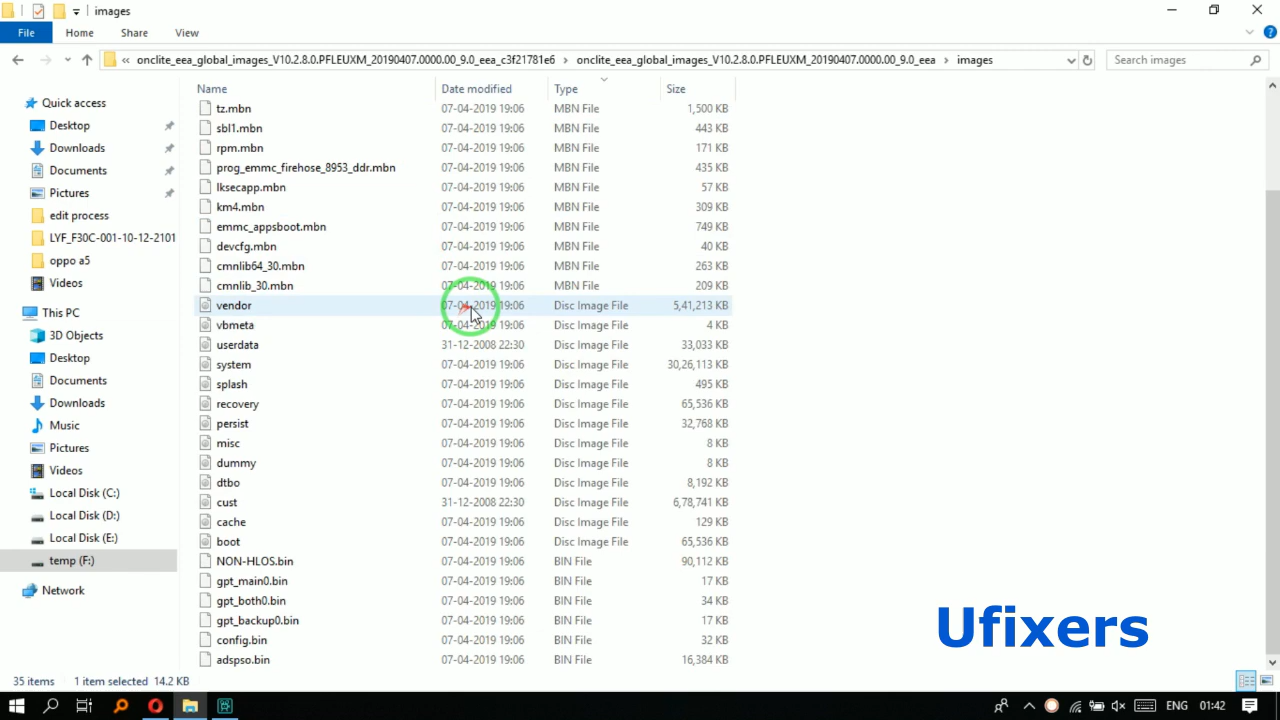 images
File
Home
Share
View
« onclite_eea_global_images_V10.2.8.0.PFLEUXM_20190407.0000.00_9.0_eea_c3f21781e6 > onclite_eea_global_images_V10.2.8.0.PFLEUXM_20190407.0000.00_9.0_eea > images
Search images
Quick access
Desktop
Downloads
Documents
Pictures
edit process
LYF_F30C-001-10-12-2101
oppo a5
Videos
This PC
3D Objects
Desktop
Documents
Downloads
Music
Pictures
Videos
Local Disk (C:)
Local Disk (D:)
Local Disk (E:)
temp (F:)
Network
Name Date modified Type Size
tz.mbn 07-04-2019 19:06 MBN File 1,500 KB
sbl1.mbn 07-04-2019 19:06 MBN File 443 KB
rpm.mbn 07-04-2019 19:06 MBN File 171 KB
prog_emmc_firehose_8953_ddr.mbn 07-04-2019 19:06 MBN File 435 KB
lksecapp.mbn 07-04-2019 19:06 MBN File 57 KB
km4.mbn 07-04-2019 19:06 MBN File 309 KB
emmc_appsboot.mbn 07-04-2019 19:06 MBN File 749 KB
devcfg.mbn 07-04-2019 19:06 MBN File 40 KB
cmnlib64_30.mbn 07-04-2019 19:06 MBN File 263 KB
cmnlib_30.mbn 07-04-2019 19:06 MBN File 209 KB
vendor 07-04-2019 19:06 Disc Image File 5,41,213 KB
vbmeta 07-04-2019 19:06 Disc Image File 4 KB
userdata 31-12-2008 22:30 Disc Image File 33,033 KB
system 07-04-2019 19:06 Disc Image File 30,26,113 KB
splash 07-04-2019 19:06 Disc Image File 495 KB
recovery 07-04-2019 19:06 Disc Image File 65,536 KB
persist 07-04-2019 19:06 Disc Image File 32,768 KB
misc 07-04-2019 19:06 Disc Image File 8 KB
dummy 07-04-2019 19:06 Disc Image File 8 KB
dtbo 07-04-2019 19:06 Disc Image File 8,192 KB
cust 31-12-2008 22:30 Disc Image File 6,78,741 KB
cache 07-04-2019 19:06 Disc Image File 129 KB
boot 07-04-2019 19:06 Disc Image File 65,536 KB
NON-HLOS.bin 07-04-2019 19:06 BIN File 90,112 KB
gpt_main0.bin 07-04-2019 19:06 BIN File 17 KB
gpt_both0.bin 07-04-2019 19:06 BIN File 34 KB
gpt_backup0.bin 07-04-2019 19:06 BIN File 17 KB
config.bin 07-04-2019 19:06 BIN File 32 KB
adspso.bin 07-04-2019 19:06 BIN File 16,384 KB
Ufixers
35 items 1 item selected 14.2 KB
ENG 01:42